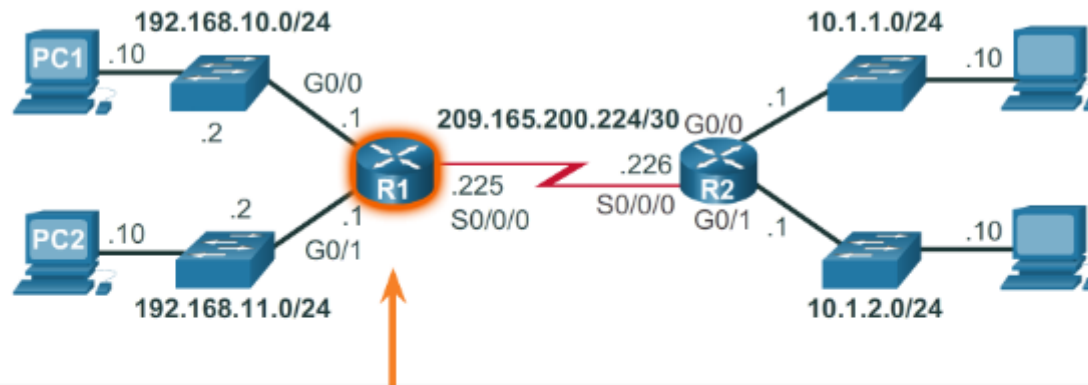 192.168.10.0/24
10.1.1.0/24
PC1
.10
.10
G0/0
.1
209.165.200.224/30
G0/0
.1
.2
R1
.225
.226
R2
S0/0/0
S0/0/0
G0/1
PC2
.10
.2
.1
G0/1
.1
.10
192.168.11.0/24
10.1.2.0/24